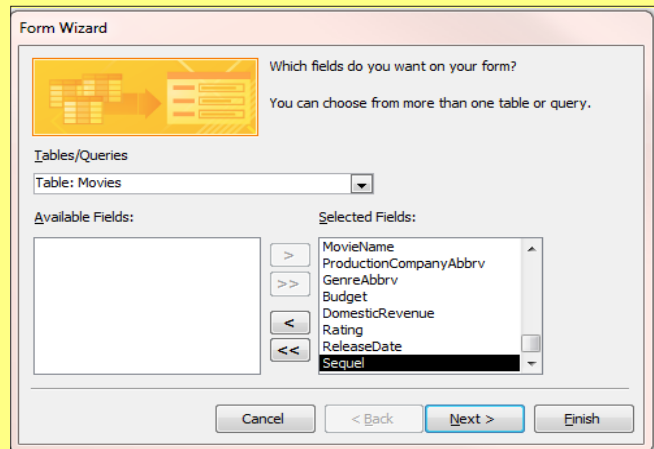 Form Wizard
Which fields do you want on your form?
You can choose from more than one table or query.
Tables/Queries
Table: Movies
Available Fields:
Selected Fields:
>
>>
<
<<
MovieName
ProductionCompanyAbbrv
GenreAbbrv
Budget
DomesticRevenue
Rating
ReleaseDate
Sequel
Cancel
< Back
Next >
Finish